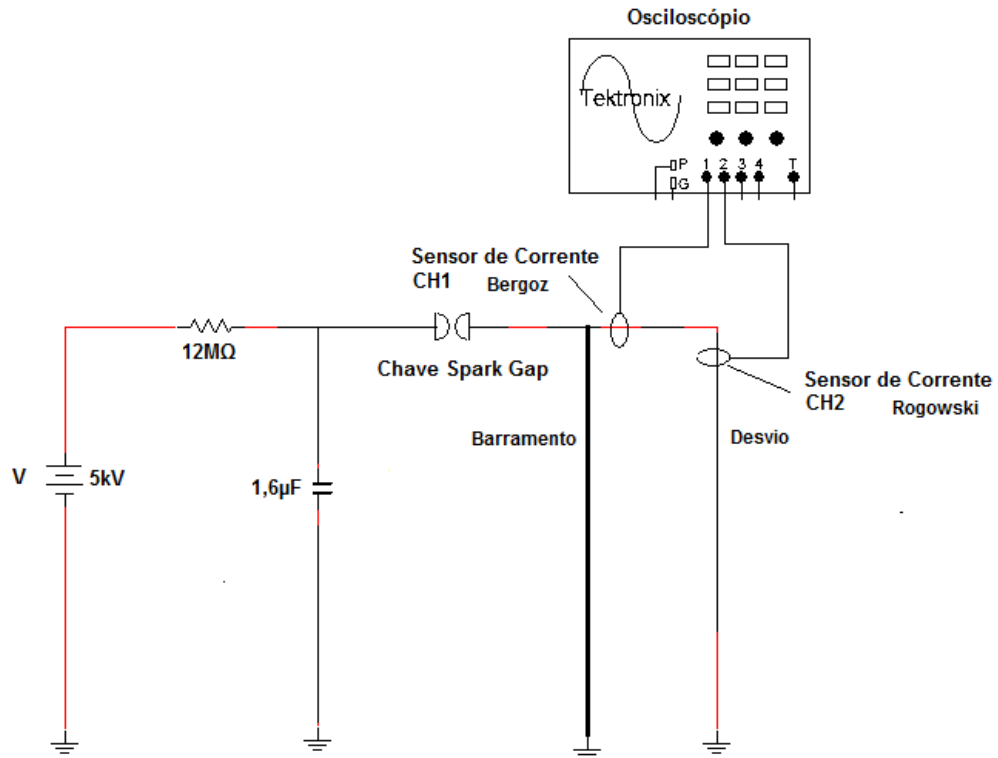 Osciloscópio
Tektronix
P 1 2 3 4 T
G
Sensor de Corrente
CH1 Bergoz
12MΩ
Chave Spark Gap
Sensor de Corrente
CH2 Rogowski
Barramento
Desvio
V 5kV
1,6µF